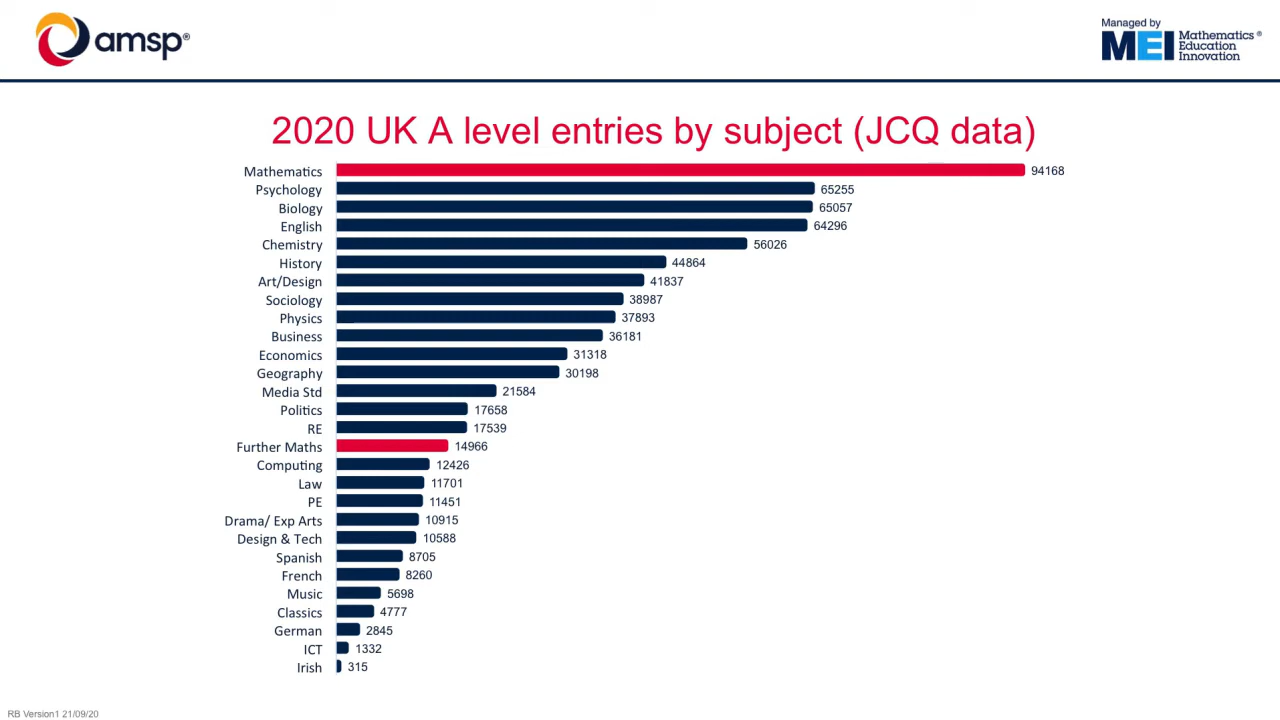 amsp®
Managed by
MEI Mathematics ®
Education
Innovation
2020 UK A level entries by subject (JCQ data)
Mathematics 94168
Psychology 65255
Biology 65057
English 64296
Chemistry 56026
History 44864
Art/Design 41837
Sociology 38987
Physics 37893
Business 36181
Economics 31318
Geography 30198
Media Std 21584
Politics 17658
RE 17539
Further Maths 14966
Computing 12426
Law 11701
PE 11451
Drama/ Exp Arts 10915
Design & Tech 10588
Spanish 8705
French 8260
Music 5698
Classics 4777
German 2845
ICT 1332
Irish 315
RB Version1 21/09/20